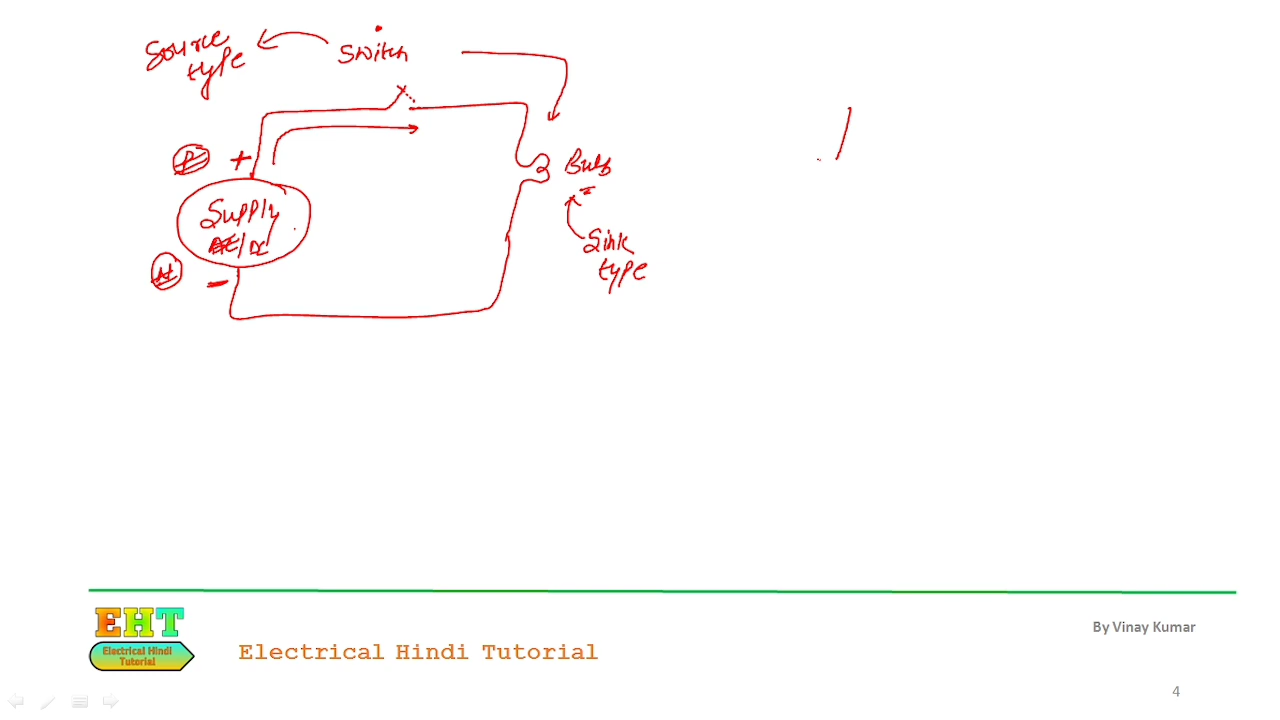 Source
type
Switch
P
+
Supply
AC/DC
N
-
Bulb
Sink
type
EHT
Electrical Hindi
Tutorial
Electrical Hindi Tutorial
By Vinay Kumar
4